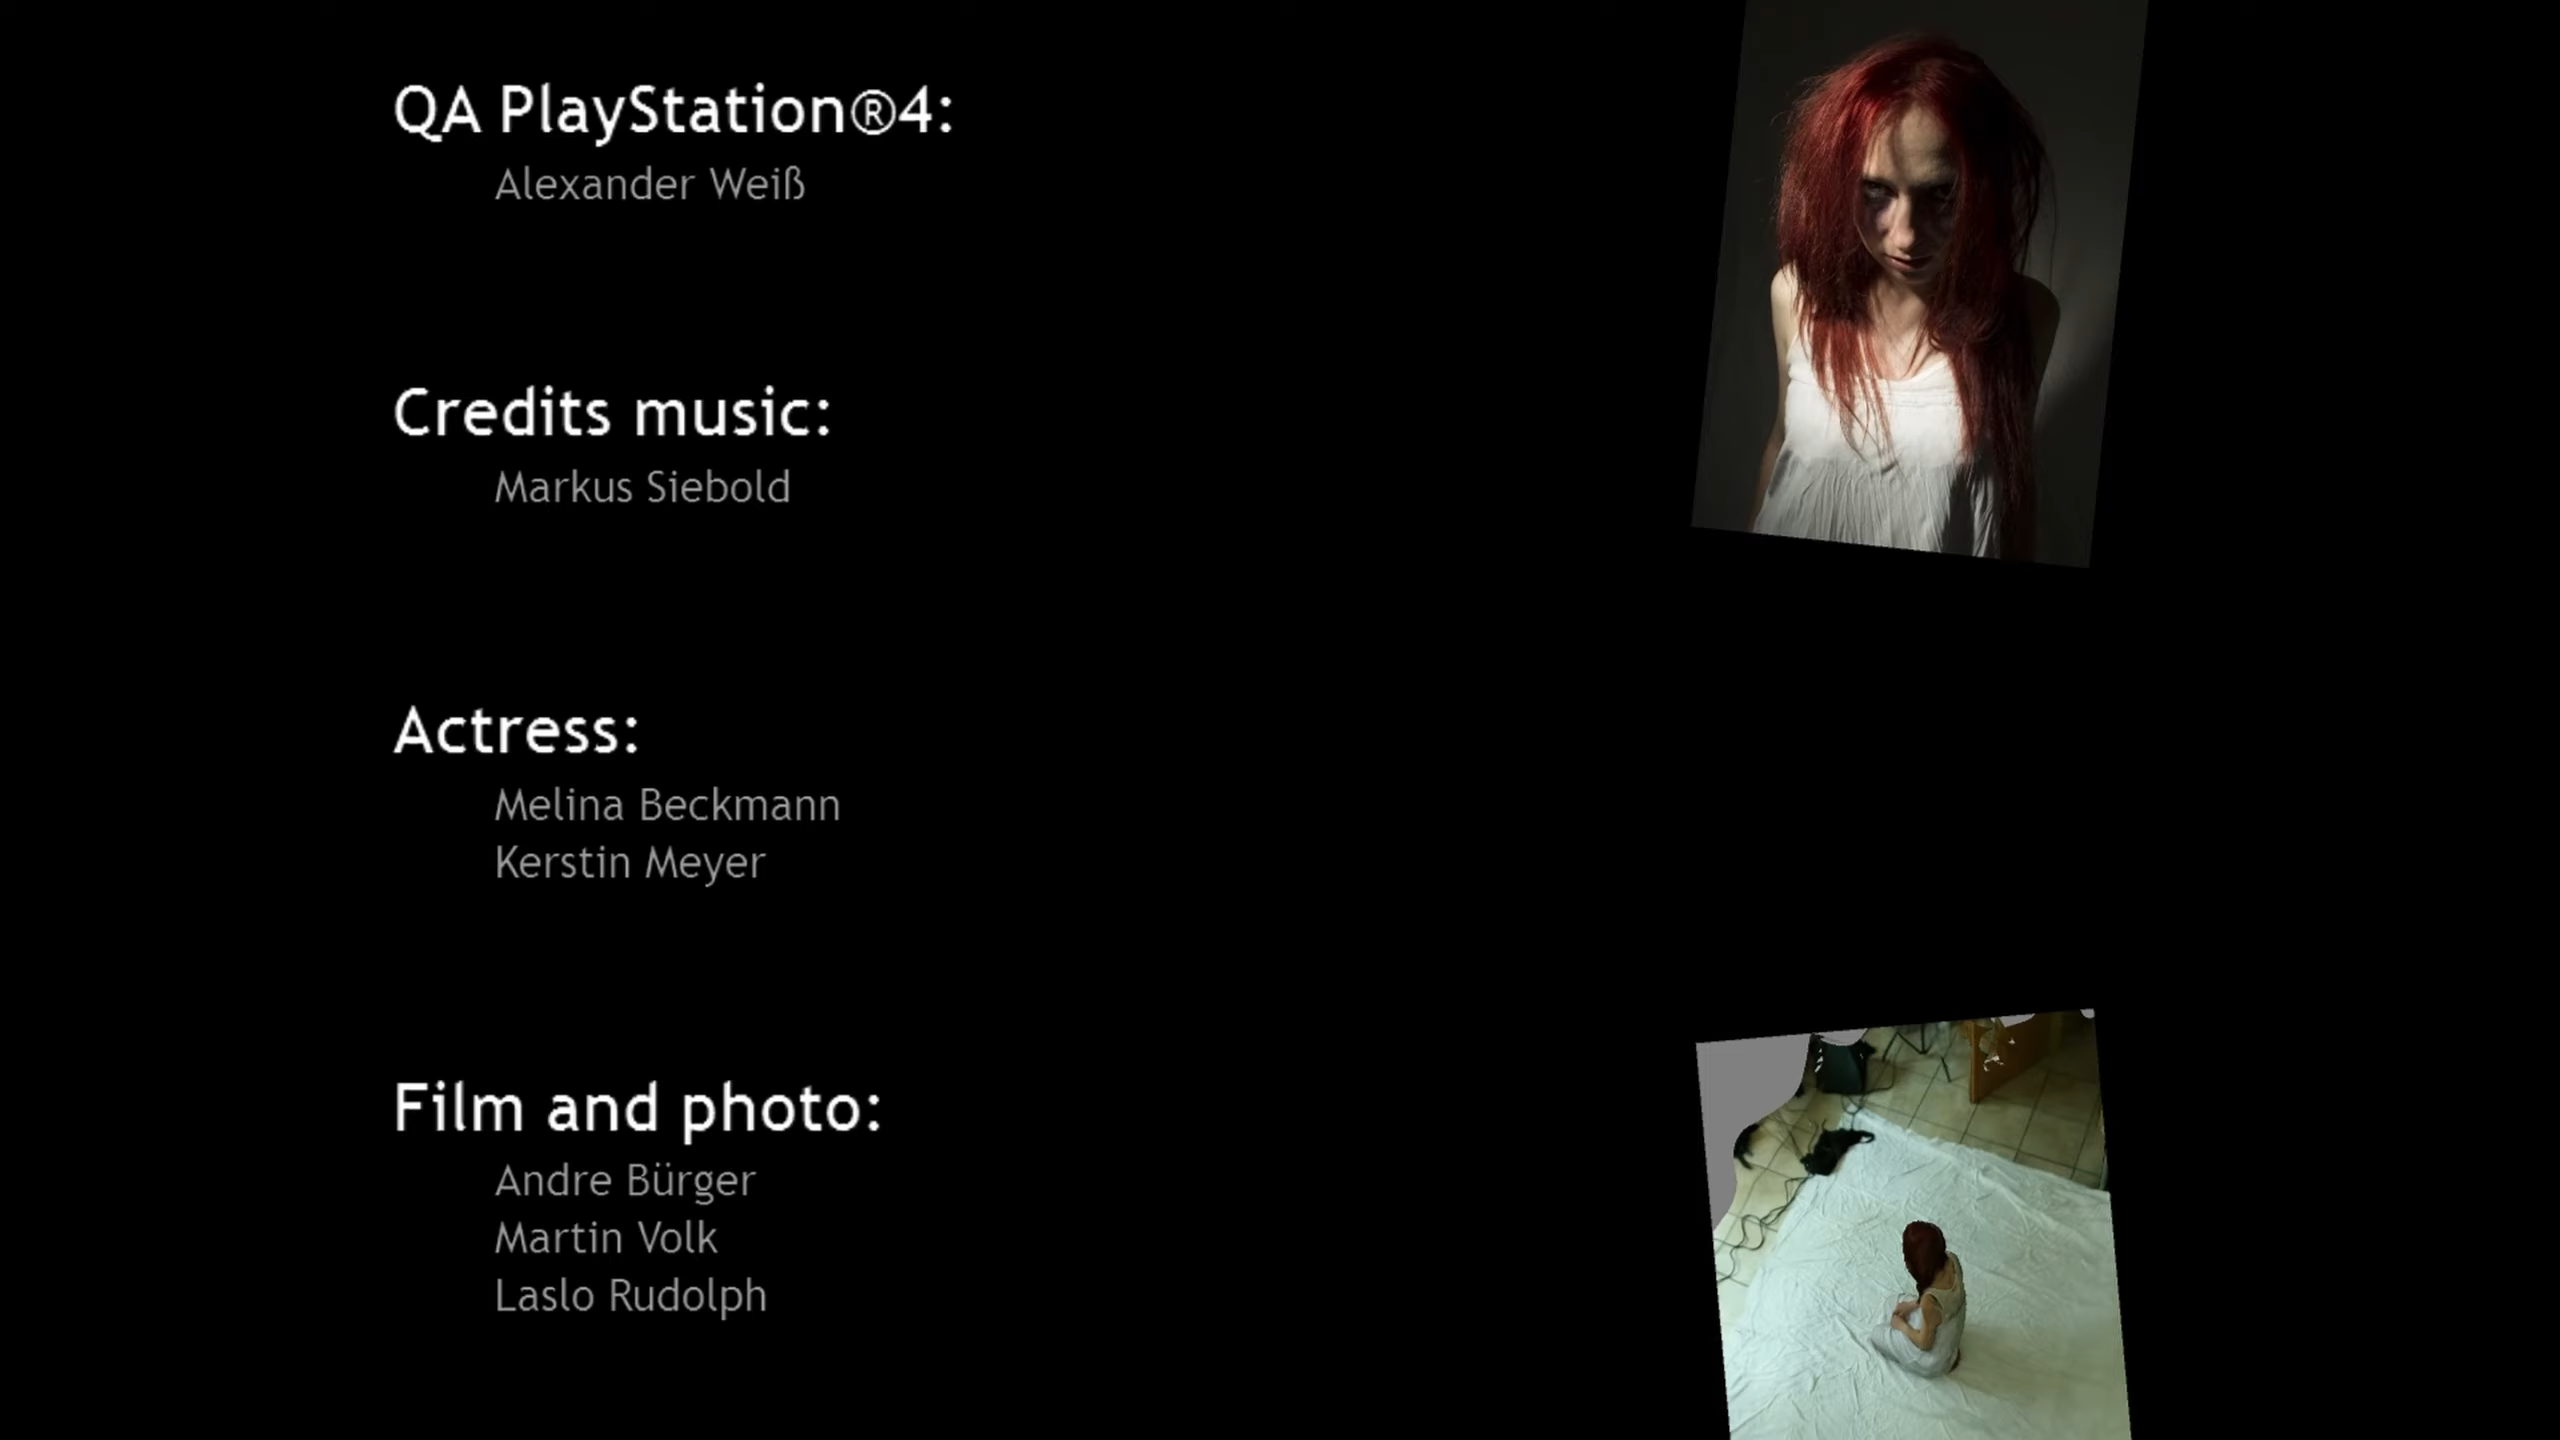 QA PlayStation®4:
Alexander Weiß
Credits music:
Markus Siebold
Actress:
Melina Beckmann
Kerstin Meyer
Film and photo:
Andre Bürger
Martin Volk
Laslo Rudolph